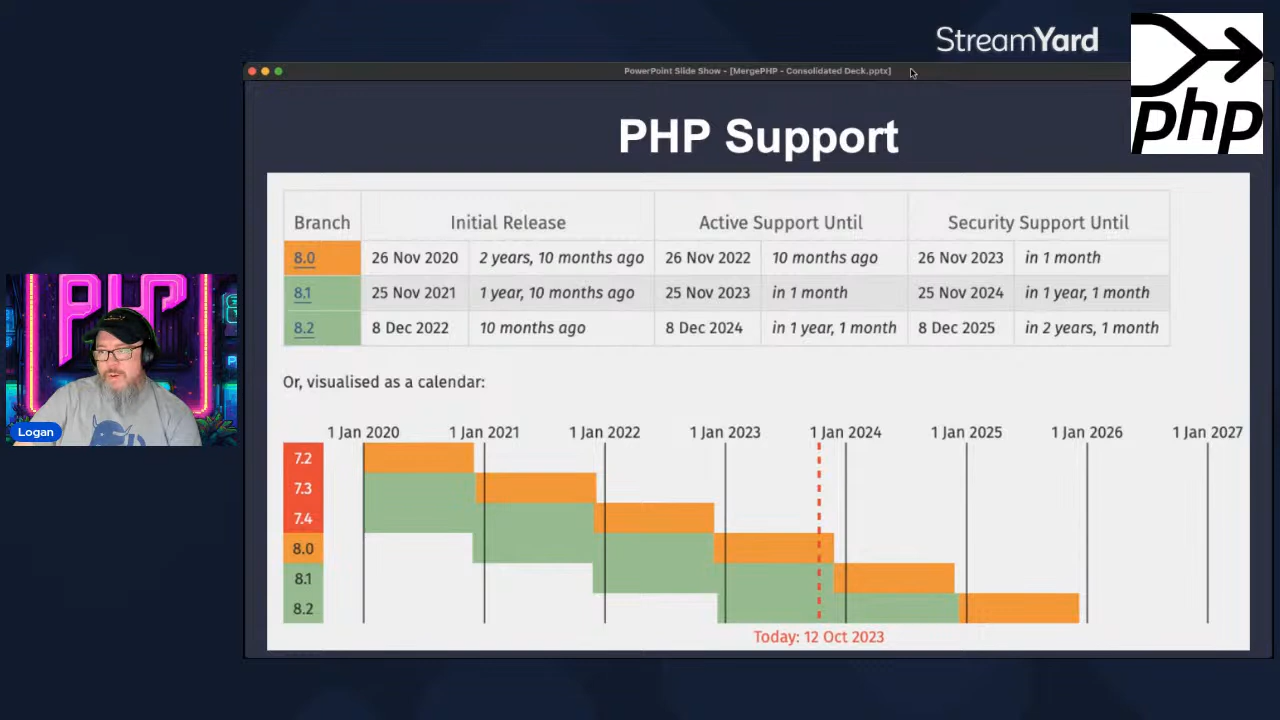 StreamYard
PowerPoint Slide Show - [MergePHP - Consolidated Deck.pptx]
php
PHP Support
Branch Initial Release Active Support Until Security Support Until
8.0 26 Nov 2020 2 years, 10 months ago 26 Nov 2022 10 months ago 26 Nov 2023 in 1 month
8.1 25 Nov 2021 1 year, 10 months ago 25 Nov 2023 in 1 month 25 Nov 2024 in 1 year, 1 month
8.2 8 Dec 2022 10 months ago 8 Dec 2024 in 1 year, 1 month 8 Dec 2025 in 2 years, 1 month
Or, visualised as a calendar:
PHP
Logan
1 Jan 2020 1 Jan 2021 1 Jan 2022 1 Jan 2023 1 Jan 2024 1 Jan 2025 1 Jan 2026 1 Jan 2027
7.2
7.3
7.4
8.0
8.1
8.2
Today: 12 Oct 2023